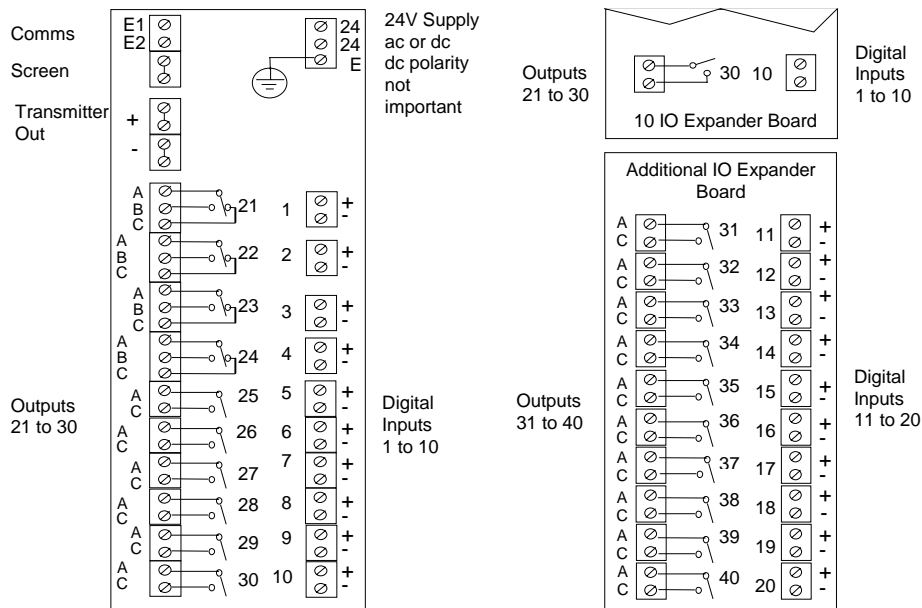 Comms
E1
E2
Screen
Transmitter
Out
+
-
24
24
E
24V Supply
ac or dc
dc polarity
not
important
A
B
C
21
1
+
-
A
B
C
22
2
+
-
A
B
C
23
3
+
-
A
B
C
24
4
+
-
A
C
25
5
+
-
A
C
26
6
+
-
A
C
27
7
+
-
A
C
28
8
+
-
A
C
29
9
+
-
A
C
30
10
+
-
Outputs
21 to 30
Digital
Inputs
1 to 10
Outputs
21 to 30
30
10
Digital
Inputs
1 to 10
10 IO Expander Board
Additional IO Expander
Board
A
C
31
11
+
-
A
C
32
12
+
-
A
C
33
13
+
-
A
C
34
14
+
-
A
C
35
15
+
-
A
C
36
16
+
-
A
C
37
17
+
-
A
C
38
18
+
-
A
C
39
19
+
-
A
C
40
20
+
-
Outputs
31 to 40
Digital
Inputs
11 to 20